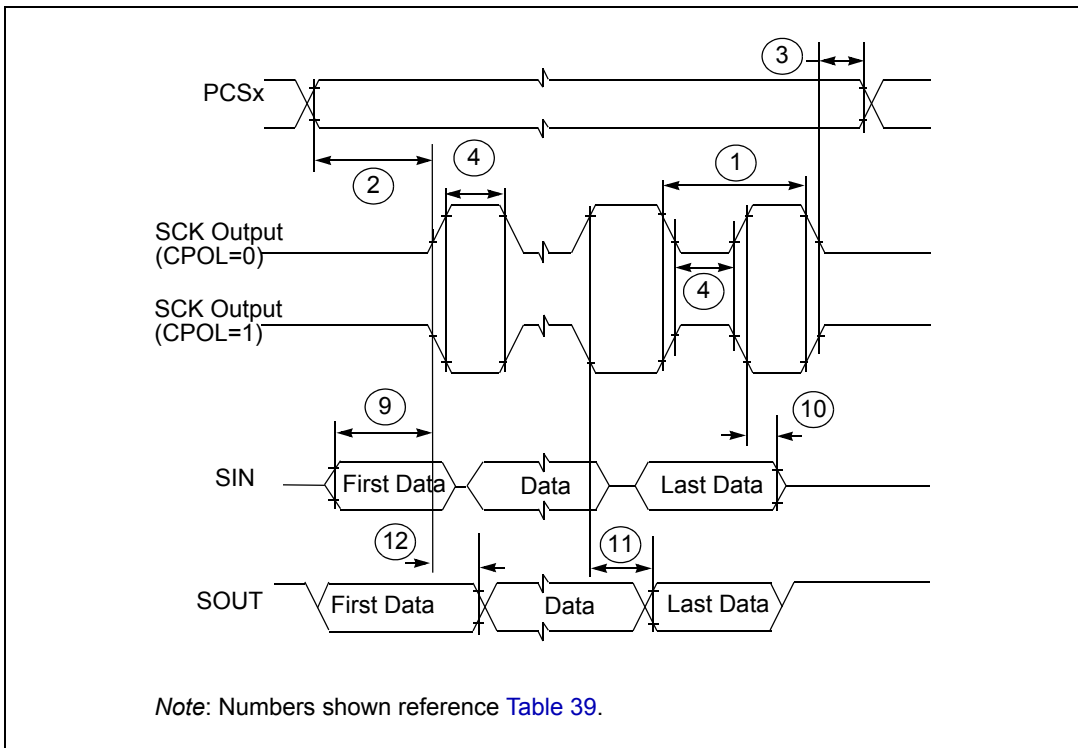 3
PCSx
4
1
2
SCK Output
(CPOL=0)
4
SCK Output
(CPOL=1)
9
10
SIN
First Data
Data
Last Data
12
11
SOUT
First Data
Data
Last Data
Note: Numbers shown reference Table 39.